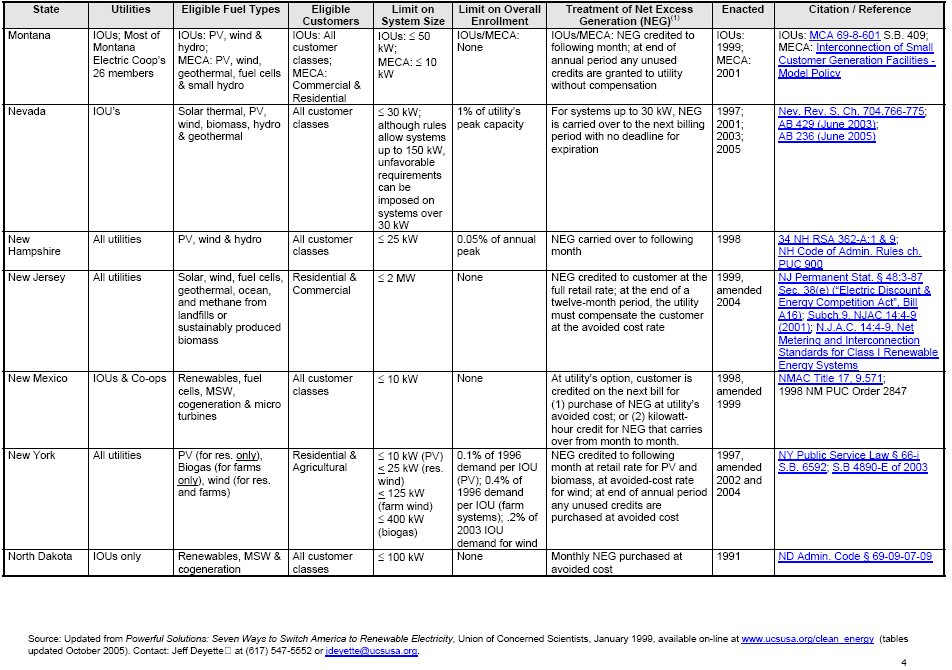 State Utilities Eligible Fuel Types Eligible Customers Limit on System Size Limit on Overall Enrollment Treatment of Net Excess Generation (NEG)(1) Enacted Citation / Reference
Montana
IOUs; Most of
Montana
Electric Coop's
26 members
IOUs: PV, wind &
hydro;
MECA: PV, wind,
geothermal, fuel cells
& small hydro
IOUs: All
customer
classes;
MECA:
Commercial &
Residential
IOUs: ≤ 50
kW;
MECA: ≤ 10
kW
IOUs/MECA:
None
IOUs/MECA: NEG credited to
following month; at end of
annual period any unused
credits are granted to utility
without compensation
IOUs:
1999;
MECA:
2001
IOUs: MCA 69-8-601 S.B. 409;
MECA: Interconnection of Small
Customer Generation Facilities -
Model Policy
Nevada
IOU's
Solar thermal, PV,
wind, biomass, hydro
& geothermal
All customer
classes
≤ 30 kW;
although rules
allow systems
up to 150 kW,
unfavorable
requirements
can be
imposed on
systems over
30 kW
1% of utility's
peak capacity
For systems up to 30 kW, NEG
is carried over to the next billing
period with no deadline for
expiration
1997;
2001;
2003;
2005
Nev. Rev. S. Ch. 704.766-775;
AB 429 (June 2003);
AB 236 (June 2005)
New
Hampshire
All utilities
PV, wind & hydro
All customer
classes
≤ 25 kW
0.05% of annual
peak
NEG carried over to following
month
1998
34 NH RSA 362-A:1 & 9;
NH Code of Admin. Rules ch.
PUC 900
New Jersey
All utilities
Solar, wind, fuel cells,
geothermal, ocean,
and methane from
landfills or
sustainably produced
biomass
Residential &
Commercial
≤ 2 MW
None
NEG credited to customer at the
full retail rate; at the end of a
twelve-month period, the utility
must compensate the customer
at the avoided cost rate
1999,
amended
2004
NJ Permanent Stat. § 48:3-87
Sec. 38(e) ("Electric Discount &
Energy Competition Act", Bill
A16); Subch.9. NJAC 14:4-9
(2001); N.J.A.C. 14:4-9, Net
Metering and Interconnection
Standards for Class I Renewable
Energy Systems
New Mexico
IOUs & Co-ops
Renewables, fuel
cells, MSW,
cogeneration & micro
turbines
All customer
classes
≤ 10 kW
None
At utility's option, customer is
credited on the next bill for
(1) purchase of NEG at utility's
avoided cost; or (2) kilowatt-
hour credit for NEG that carries
over from month to month.
1998,
amended
1999
NMAC Title 17, 9.571;
1998 NM PUC Order 2847
New York
All utilities
PV (for res. only),
Biogas (for farms
only), wind (for res.
and farms)
Residential &
Agricultural
≤ 10 kW (PV)
≤ 25 kW (res.
wind)
≤ 125 kW
(farm wind)
≤ 400 kW
(biogas)
0.1% of 1996
demand per IOU
(PV); 0.4% of
1996 demand
per IOU (farm
systems); .2% of
2003 IOU
demand for wind
NEG credited to following
month at retail rate for PV and
biomass, at avoided-cost rate
for wind; at end of annual period
any unused credits are
purchased at avoided cost
1997,
amended
2002 and
2004
NY Public Service Law § 66-j
S.B. 6592; S.B 4890-E of 2003
North Dakota
IOUs only
Renewables, MSW &
cogeneration
All customer
classes
≤ 100 kW
None
Monthly NEG purchased at
avoided cost
1991
ND Admin. Code § 69-09-07-09
Source: Updated from Powerful Solutions: Seven Ways to Switch America to Renewable Electricity, Union of Concerned Scientists, January 1999, available on-line at www.ucsusa.org/clean_energy (tables
updated October 2005). Contact: Jeff Deyette□ at (617) 547-5552 or jdeyette@ucsusa.org.
4